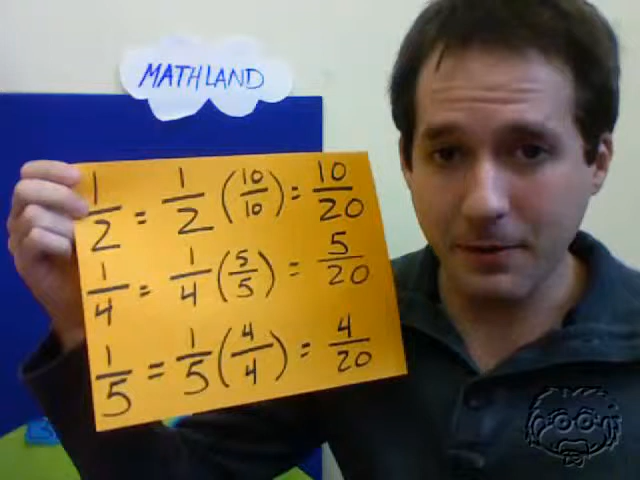 MATHLAND
1/2 = 1/2 (10/10) = 10/20
1/4 = 1/4 (5/5) = 5/20
1/5 = 1/5 (4/4) = 4/20